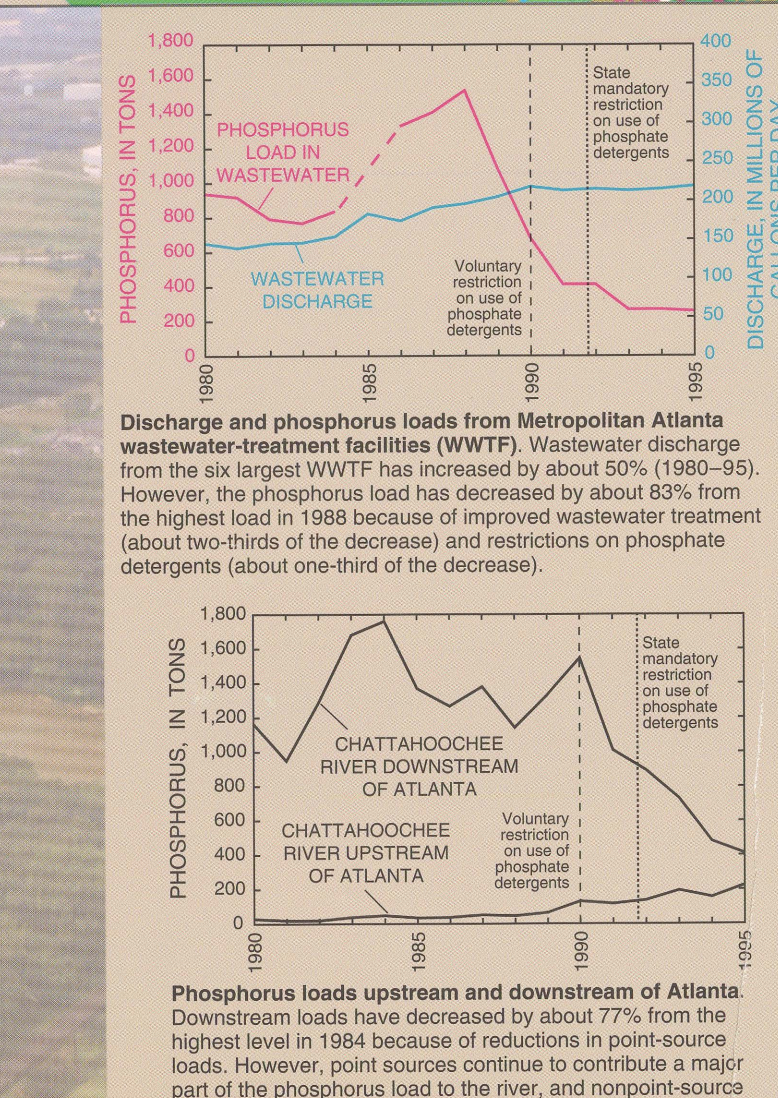 1,800
1,600
1,400
1,200
1,000
800
600
400
200
0
PHOSPHORUS, IN TONS
PHOSPHORUS
LOAD IN
WASTEWATER
WASTEWATER
DISCHARGE
Voluntary
restriction
on use of
phosphate
detergents
State
mandatory
restriction
on use of
phosphate
detergents
400
350
300
250
200
150
100
50
0
DISCHARGE, IN MILLIONS OF
1980
1985
1990
1995
Discharge and phosphorus loads from Metropolitan Atlanta
wastewater-treatment facilities (WWTF). Wastewater discharge
from the six largest WWTF has increased by about 50% (1980–95).
However, the phosphorus load has decreased by about 83% from
the highest load in 1988 because of improved wastewater treatment
(about two-thirds of the decrease) and restrictions on phosphate
detergents (about one-third of the decrease).
1,800
1,600
1,400
1,200
1,000
800
600
400
200
0
PHOSPHORUS, IN TONS
CHATTAHOOCHEE
RIVER DOWNSTREAM
OF ATLANTA
CHATTAHOOCHEE
RIVER UPSTREAM
OF ATLANTA
Voluntary
restriction
on use of
phosphate
detergents
State
mandatory
restriction
on use of
phosphate
detergents
1980
1985
1990
1995
Phosphorus loads upstream and downstream of Atlanta.
Downstream loads have decreased by about 77% from the
highest level in 1984 because of reductions in point-source
loads. However, point sources continue to contribute a major
part of the phosphorus load to the river, and nonpoint-source